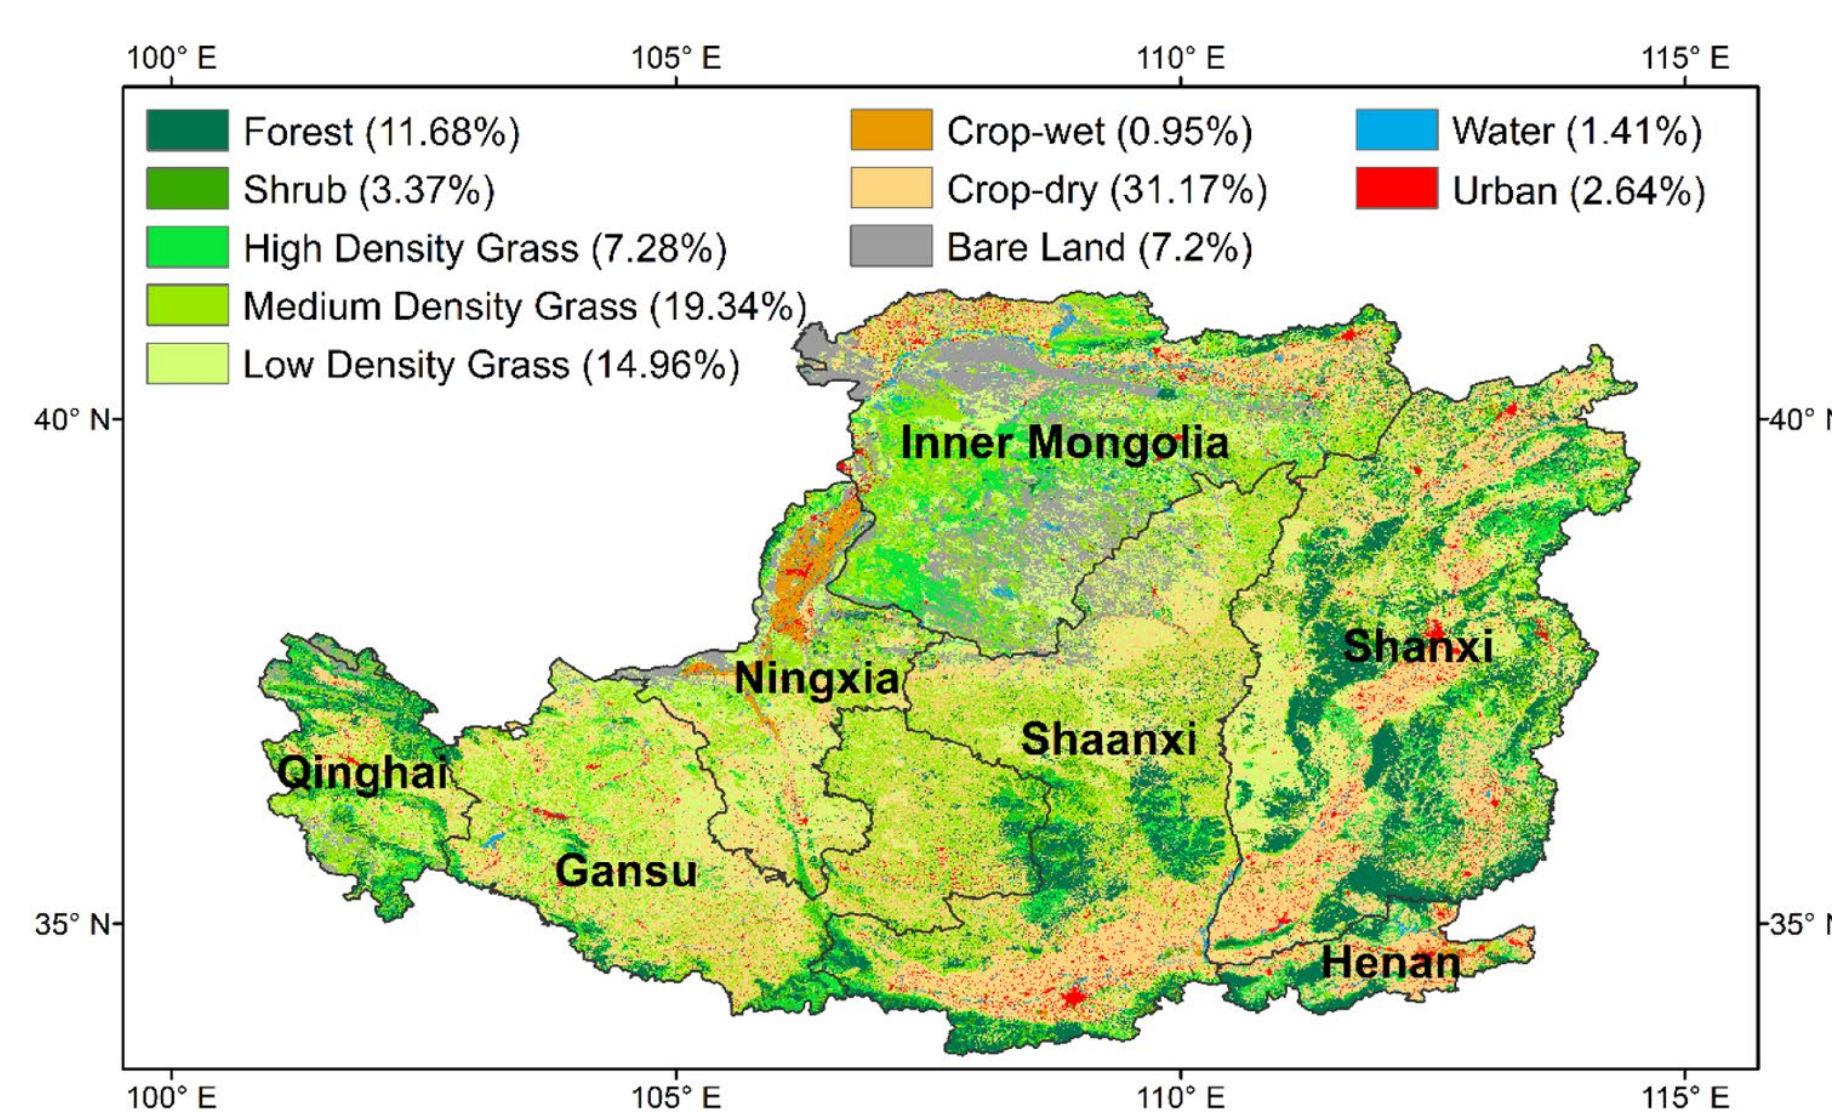 100° E 105° E 110° E 115° E
Forest (11.68%)
Shrub (3.37%)
High Density Grass (7.28%)
Medium Density Grass (19.34%)
Low Density Grass (14.96%)
Crop-wet (0.95%)
Crop-dry (31.17%)
Bare Land (7.2%)
Water (1.41%)
Urban (2.64%)
40° N 40° N
Inner Mongolia
Shanxi
Ningxia
Shaanxi
Qinghai
Gansu
35° N 35° N
Henan
100° E 105° E 110° E 115° E